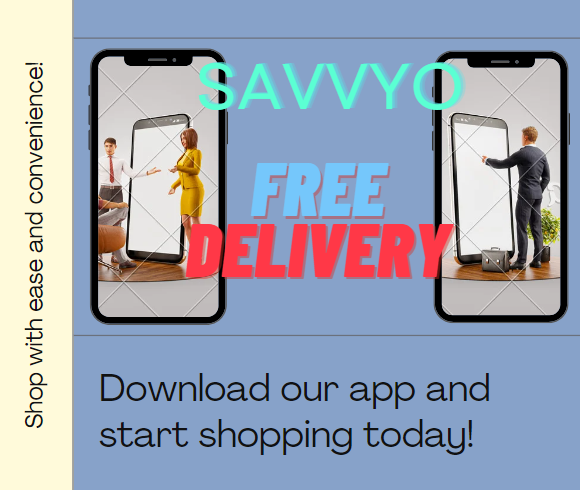 Shop with ease and convenience!
SAVVYO
FREE
DELIVERY
Download our app and
start shopping today!